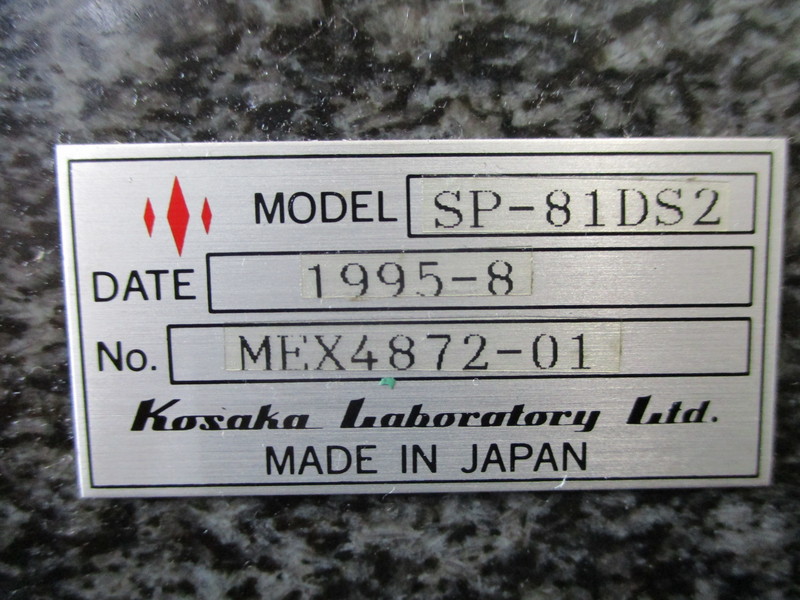 MODEL SP-81DS2
DATE 1995-8
No. MEX4872-01
Kosaka Laboratory Ltd.
MADE IN JAPAN